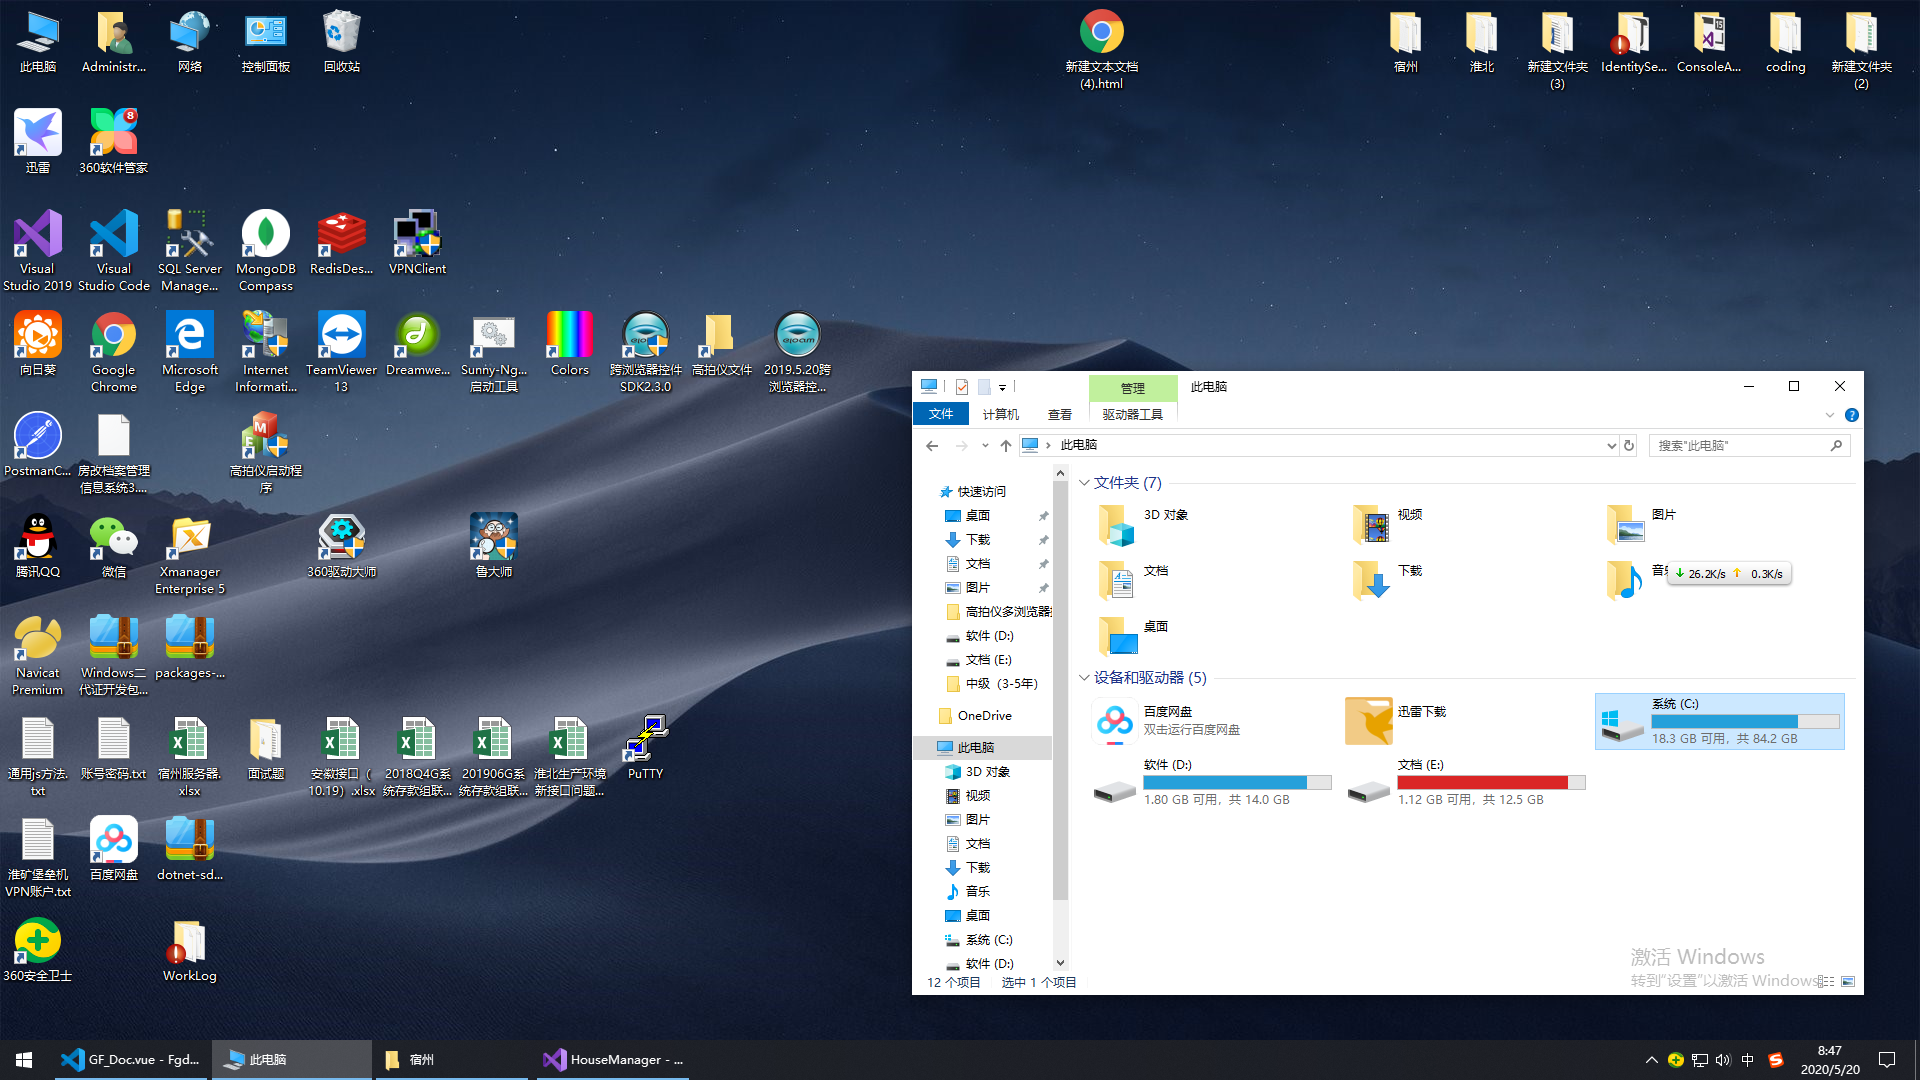 此电脑
Administr...
网络
控制面板
回收站
新建文本文档
(4).html
宿州
淮北
新建文件夹
(3)
IdentitySe...
ConsoleA...
coding
新建文件夹
(2)
迅雷
8
360软件管家
Visual
Studio 2019
Visual
Studio Code
SQL Server
Manage...
MongoDB
Compass
RedisDes...
VPNClient
向日葵
Google
Chrome
Microsoft
Edge
Internet
Informati...
TeamViewer
13
Dreamwe...
Sunny-Ng...
启动工具
Colors
跨浏览器控件
SDK2.3.0
高拍仪文件
2019.5.20跨
浏览器控...
PostmanC...
房改档案管理
信息系统3....
高拍仪启动程
序
腾讯QQ
微信
Xmanager
Enterprise 5
360驱动大师
鲁大师
Navicat
Premium
Windows二
代证开发包...
packages-...
通用js方法.
txt
账号密码.txt
宿州服务器.
xlsx
面试题
安徽接口（
10.19）.xlsx
2018Q4G系
统存款组联...
201906G系
统存款组联...
淮北生产环境
新接口问题...
PuTTY
淮矿堡垒机
VPN账户.txt
百度网盘
dotnet-sd...
360安全卫士
WorkLog
管理
此电脑
文件
计算机
查看
驱动器工具
此电脑
搜索"此电脑"
快速访问
桌面
下载
文档
图片
高拍仪多浏览器
软件 (D:)
文档 (E:)
中级（3-5年）
OneDrive
此电脑
3D 对象
视频
图片
文档
下载
音乐
桌面
系统 (C:)
软件 (D:)
文件夹 (7)
3D 对象
视频
图片
文档
下载
音
26.2K/s
0.3K/s
桌面
设备和驱动器 (5)
百度网盘
双击运行百度网盘
迅雷下载
系统 (C:)
18.3 GB 可用，共 84.2 GB
软件 (D:)
1.80 GB 可用，共 14.0 GB
文档 (E:)
1.12 GB 可用，共 12.5 GB
激活 Windows
转到"设置"以激活 Windows
12 个项目
选中 1 个项目
GF_Doc.vue - Fgd...
此电脑
宿州
HouseManager - ...
中
8:47
2020/5/20